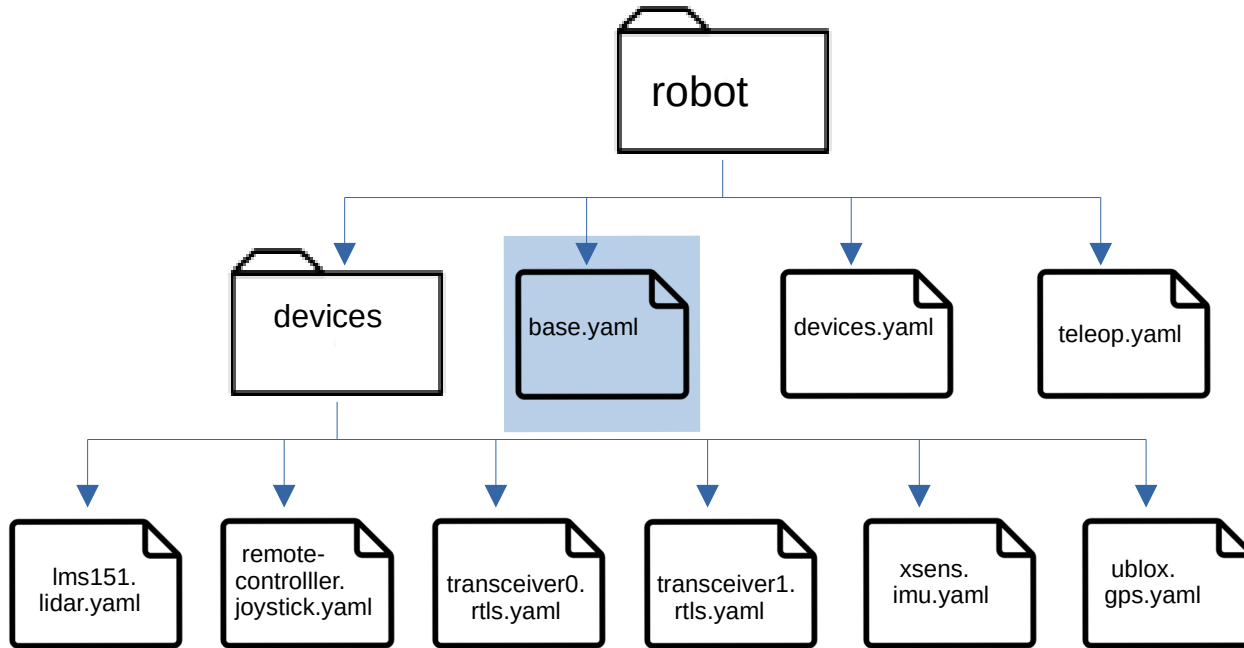 robot
devices
base.yaml
devices.yaml
teleop.yaml
lms151.
lidar.yaml
remote-
controlller.
joystick.yaml
transceiver0.
rtls.yaml
transceiver1.
rtls.yaml
xsens.
imu.yaml
ublox.
gps.yaml